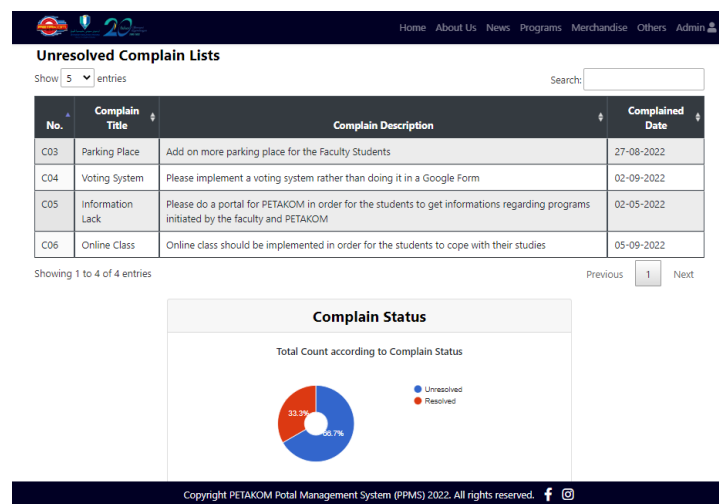 Home About Us News Programs Merchandise Others Admin
Unresolved Complain Lists
Show 5 entries
Search:
No. Complain Title Complain Description Complained Date
C03 Parking Place Add on more parking place for the Faculty Students 27-08-2022
C04 Voting System Please implement a voting system rather than doing it in a Google Form 02-09-2022
C05 Information Lack Please do a portal for PETAKOM in order for the students to get informations regarding programs initiated by the faculty and PETAKOM 02-05-2022
C06 Online Class Online class should be implemented in order for the students to cope with their studies 05-09-2022
Showing 1 to 4 of 4 entries
Previous 1 Next
Complain Status
Total Count according to Complain Status
Unresolved
Resolved
33.3%
66.7%
Copyright PETAKOM Potal Management System (PPMS) 2022. All rights reserved.